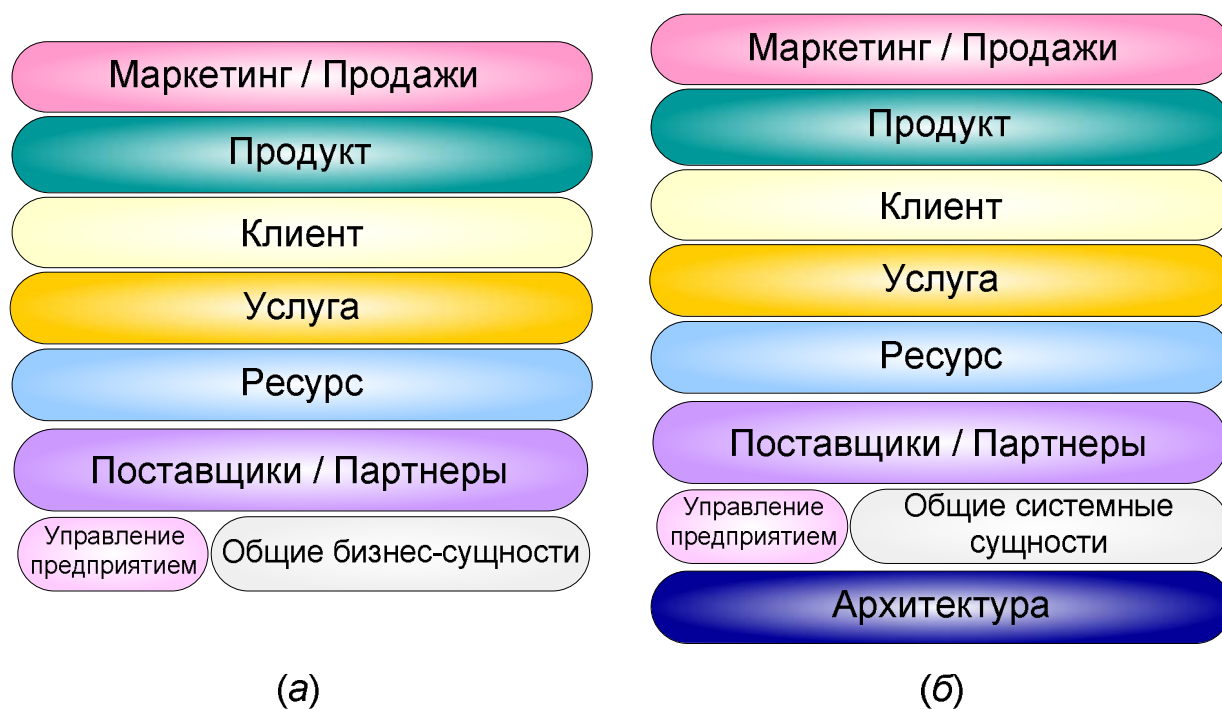 Маркетинг / Продажи
Продукт
Клиент
Услуга
Ресурс
Поставщики / Партнеры
Управление
предприятием
Общие бизнес-сущности
(а)
Маркетинг / Продажи
Продукт
Клиент
Услуга
Ресурс
Поставщики / Партнеры
Управление
предприятием
Общие системные
сущности
Архитектура
(б)